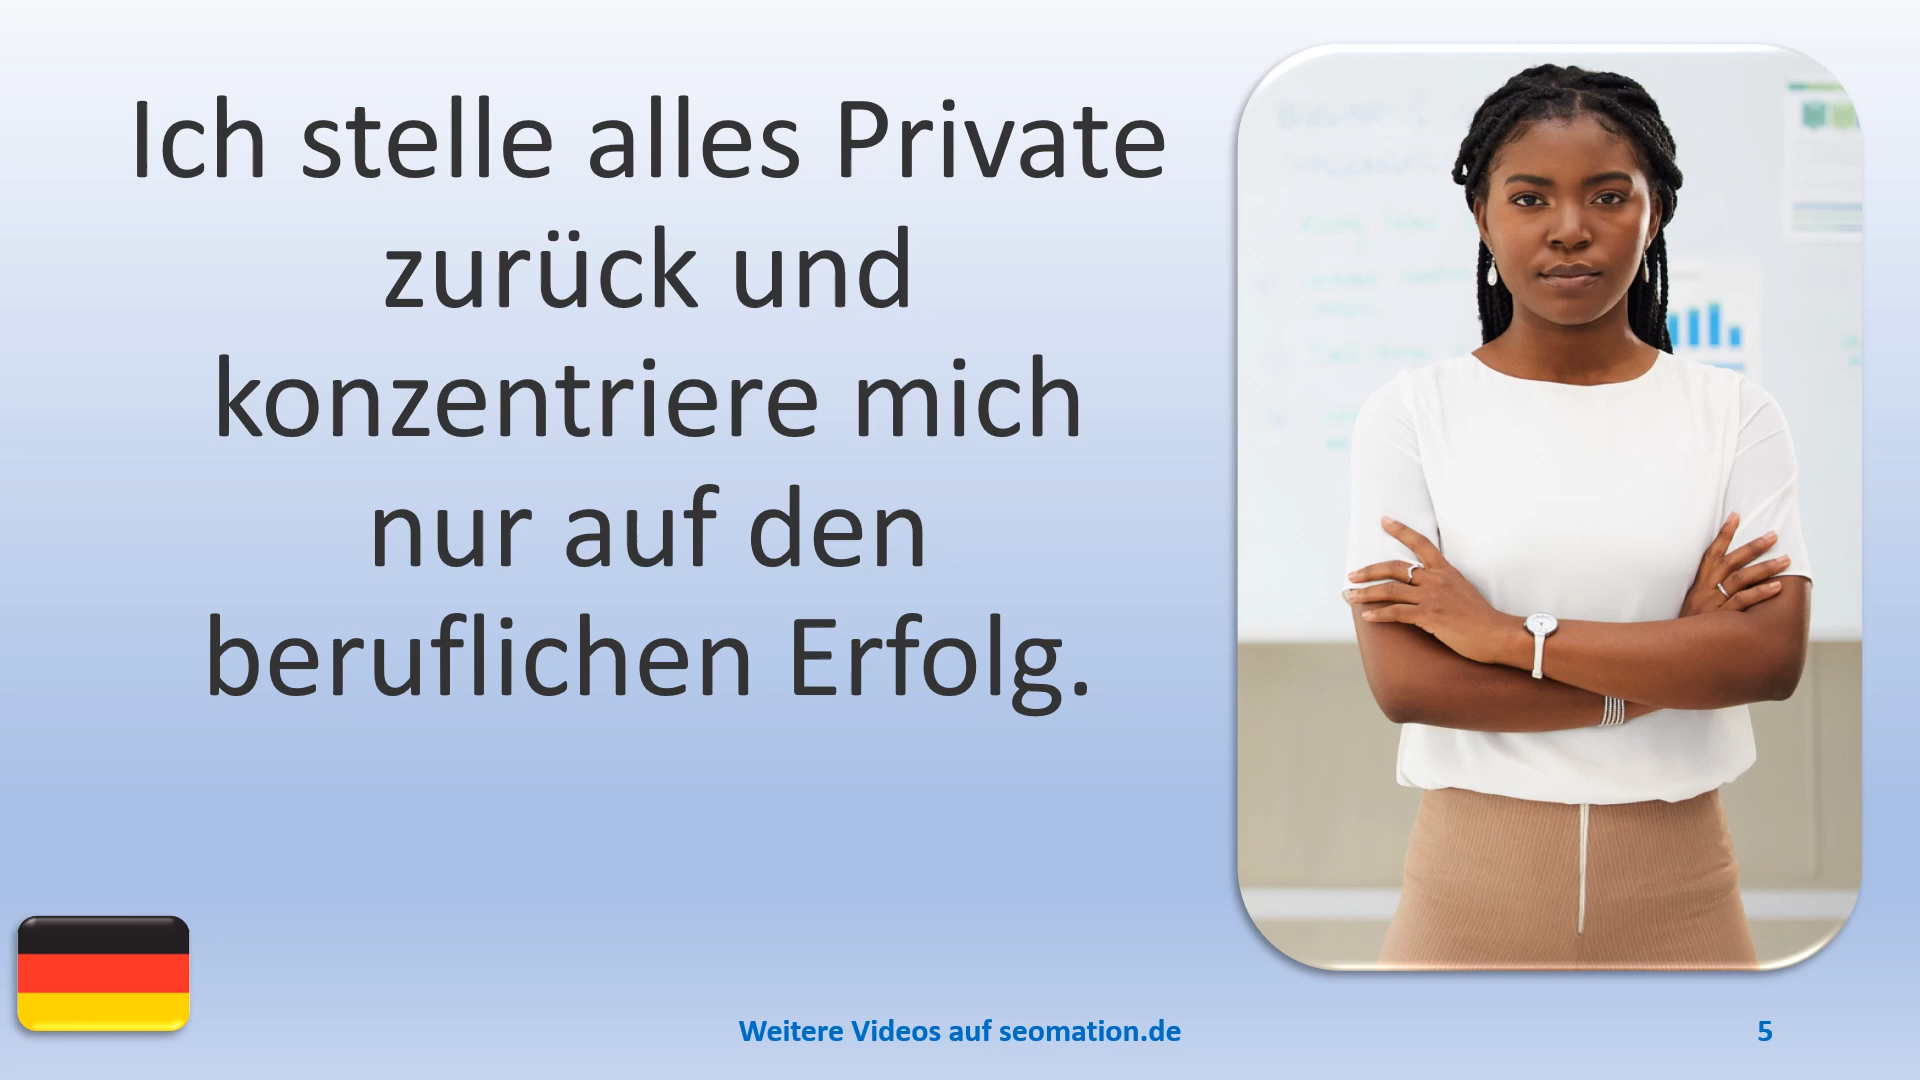 Ich stelle alles Private
zurück und
konzentriere mich
nur auf den
beruflichen Erfolg.
Weitere Videos auf seomation.de
5